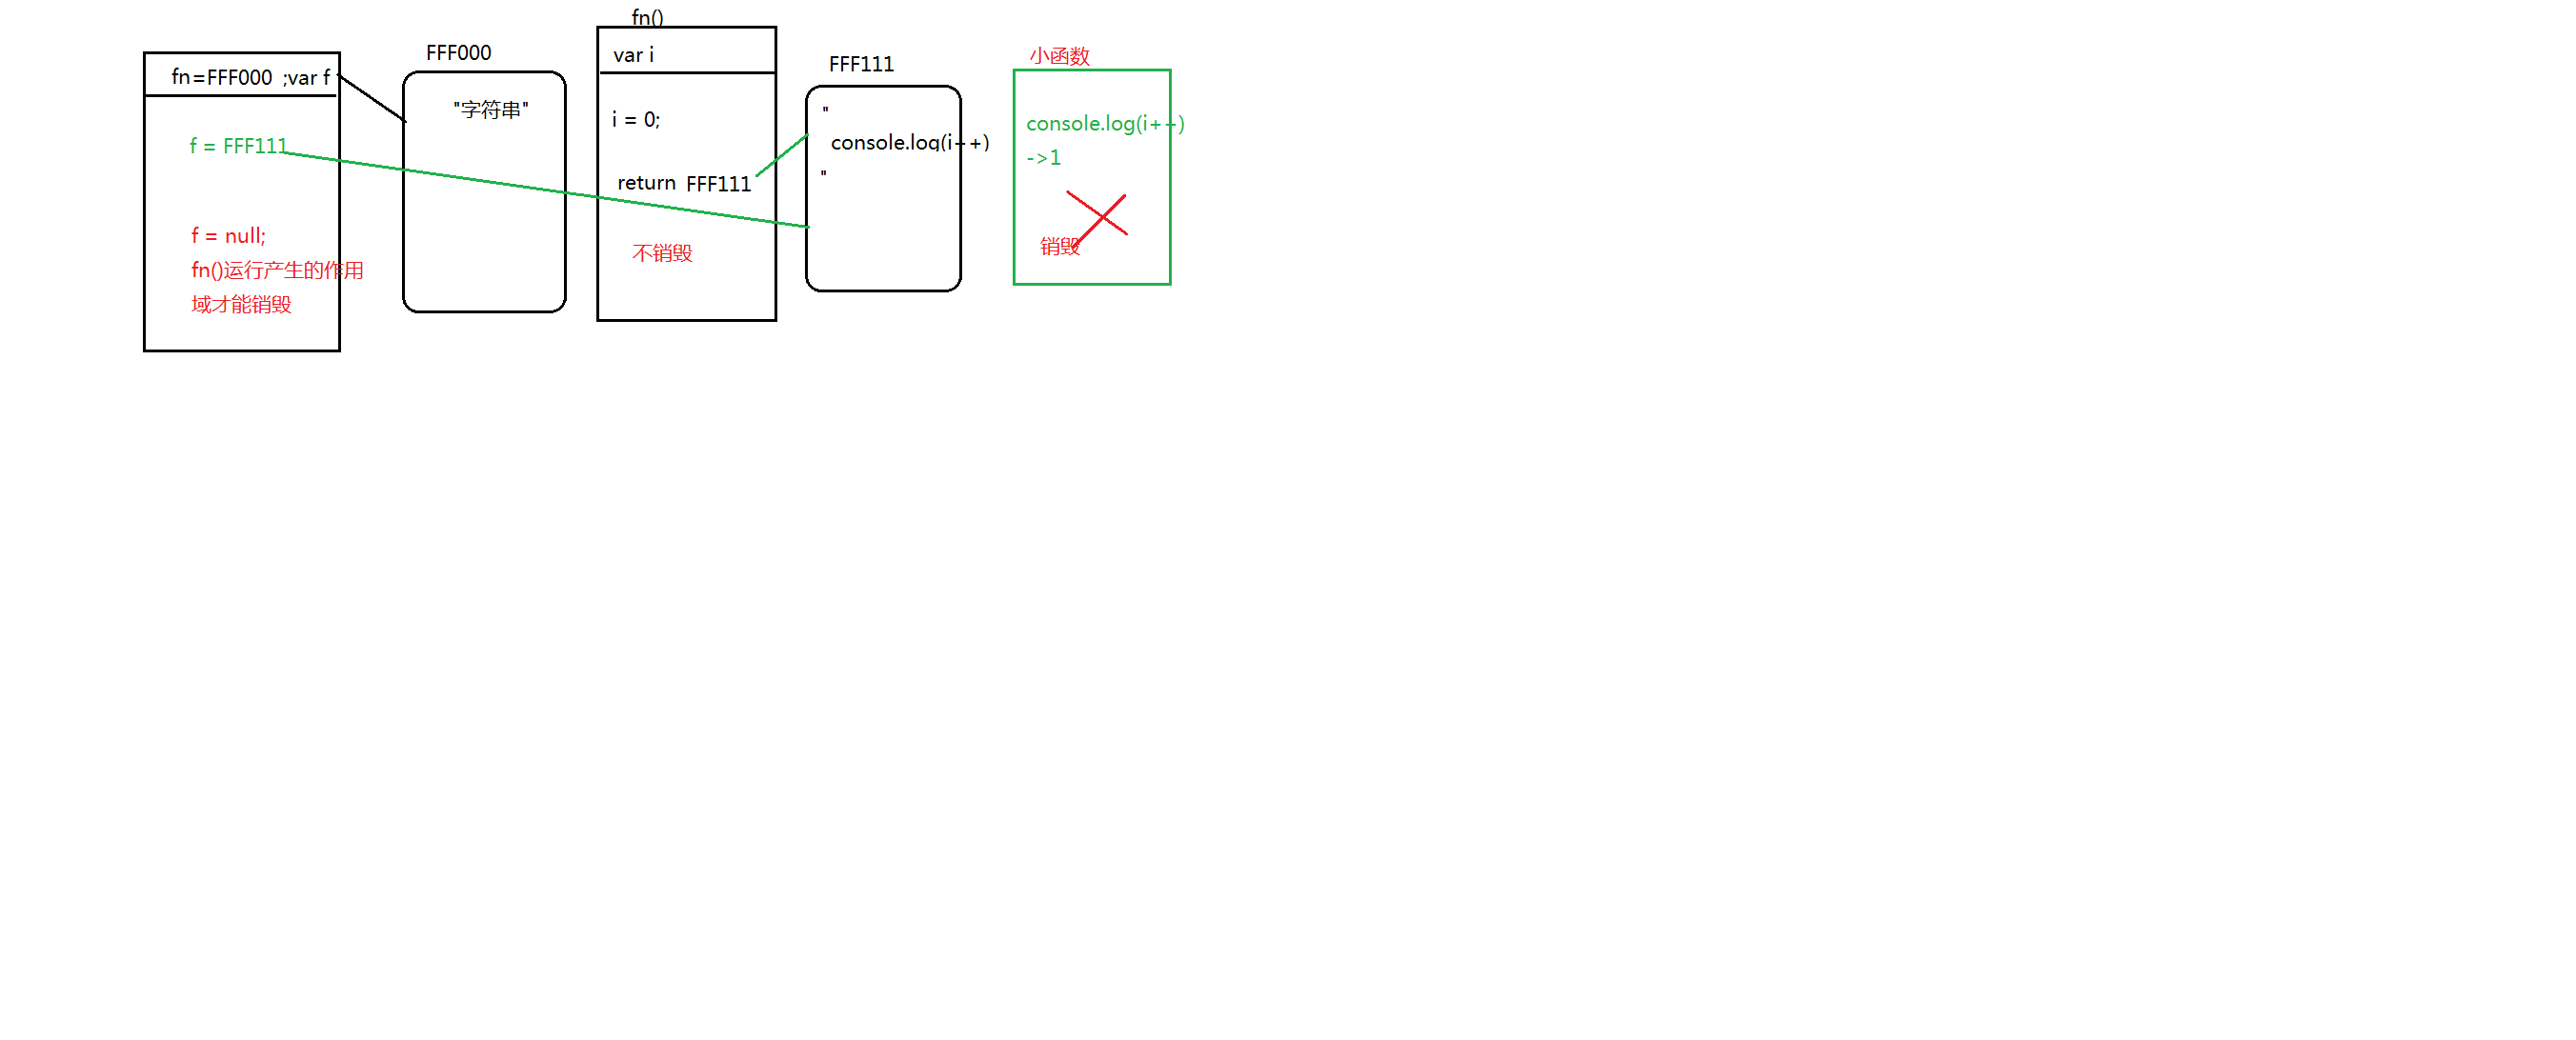 fn=FFF000 ;var f
f = FFF111
f = null;
fn()运行产生的作用
域才能销毁
FFF000
"字符串"
fn()
var i
i = 0;
return FFF111
不销毁
FFF111
"
console.log(i++)
"
小函数
console.log(i++)
->1
销毁